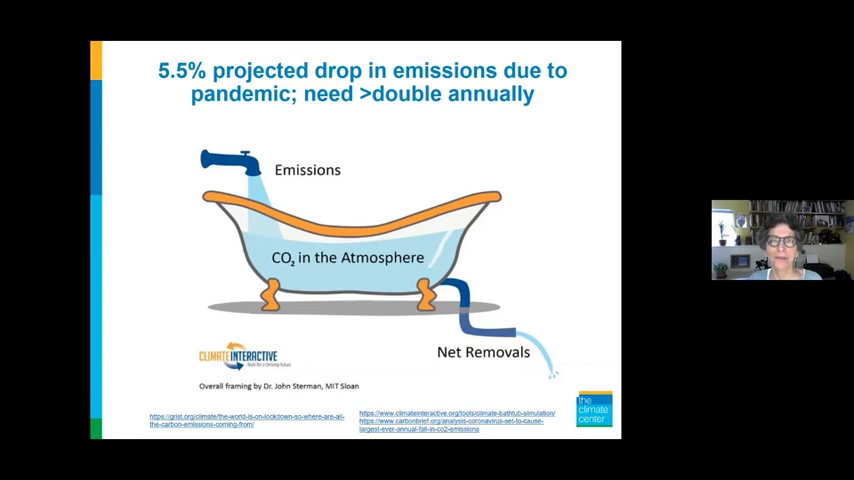 5.5% projected drop in emissions due to
pandemic; need >double annually
Emissions
CO₂ in the Atmosphere
Net Removals
CLIMATE INTERACTIVE
Overall framing by Dr. John Sterman, MIT Sloan
https://grist.org/climate/the-world-is-on-lockdown-so-where-are-all-
the-carbon-emissions-coming-from/
https://www.climateinteractive.org/tools/climate-bathtub-simulation/
https://www.carbonbrief.org/analysis-coronavirus-set-to-cause-
largest-ever-annual-fall-in-co2-emissions
the
climate
center